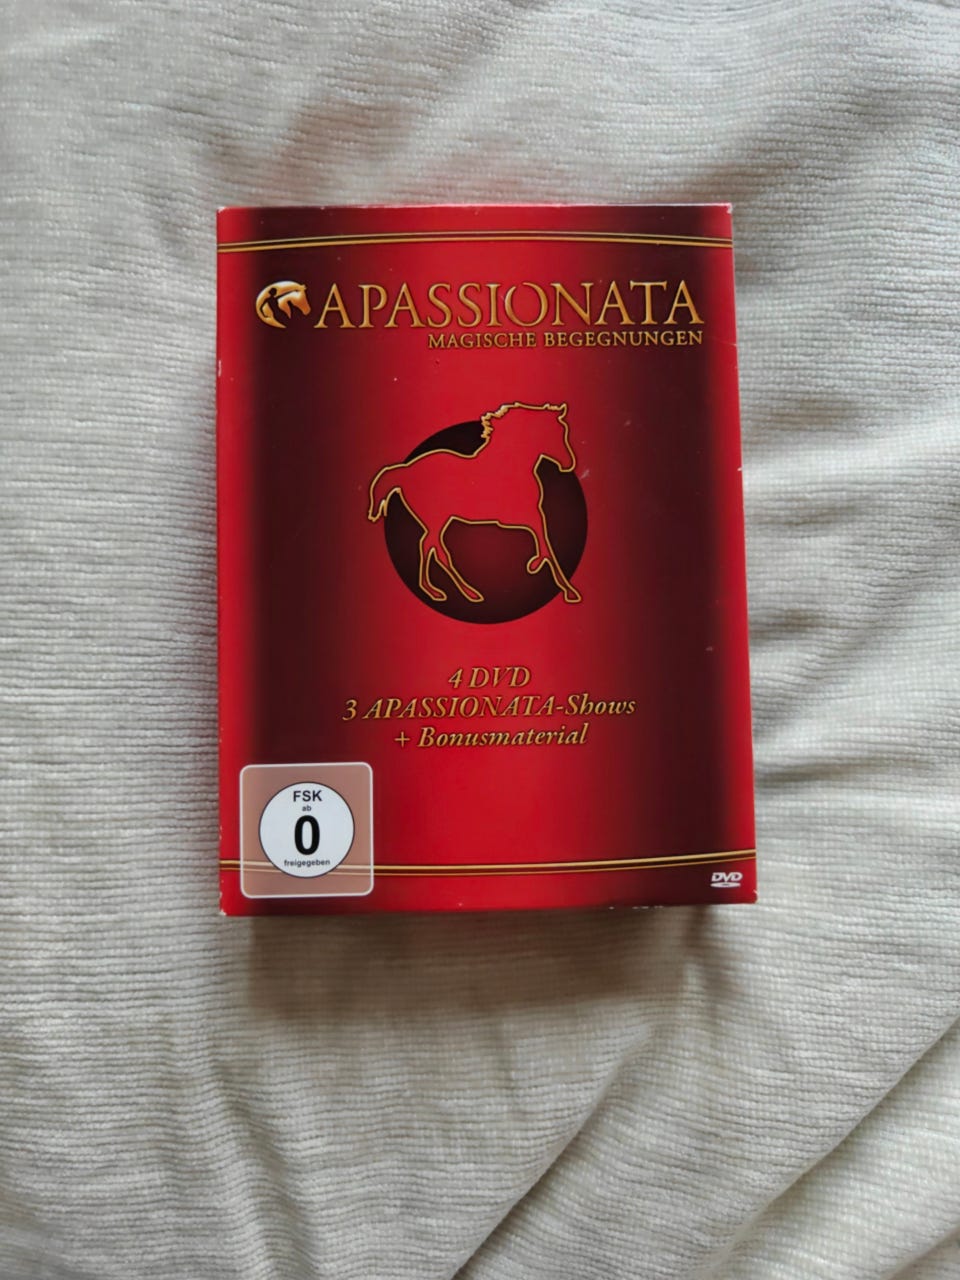 APASSIONATA
MAGISCHE BEGEGNUNGEN
4 DVD
3 APASSIONATA-Shows
+ Bonusmaterial
FSK
ab
0
freigegeben
DVD